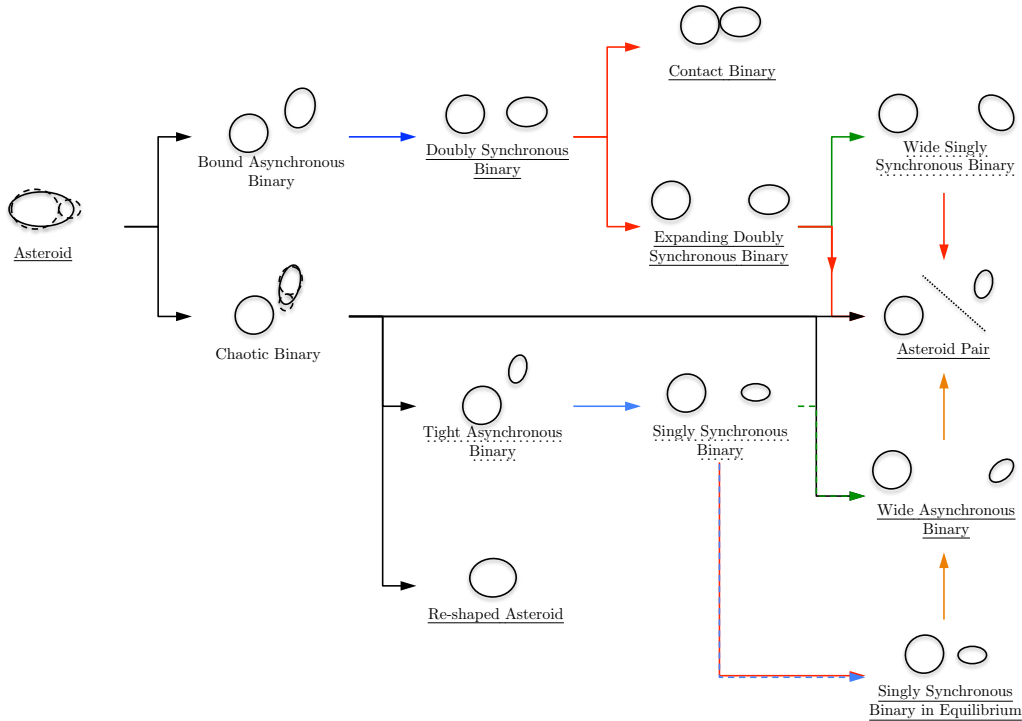 Contact Binary
Bound Asynchronous
Binary
Doubly Synchronous
Binary
Wide Singly
Synchronous Binary
Asteroid
Expanding Doubly
Synchronous Binary
Chaotic Binary
Asteroid Pair
Tight Asynchronous
Binary
Singly Synchronous
Binary
Wide Asynchronous
Binary
Re-shaped Asteroid
Singly Synchronous
Binary in Equilibrium